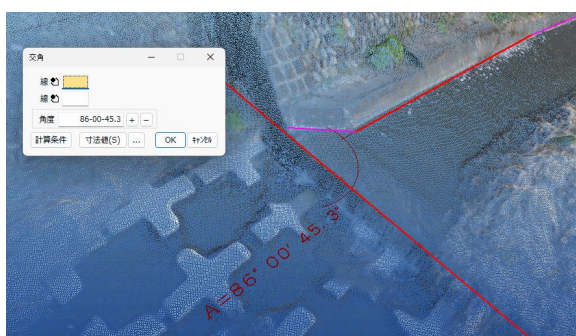 交角
線
線
角度 86-00-45.3 + −
計算条件 寸法値(S) ... OK ｷｬﾝｾﾙ
A=86° 00' 45.3"